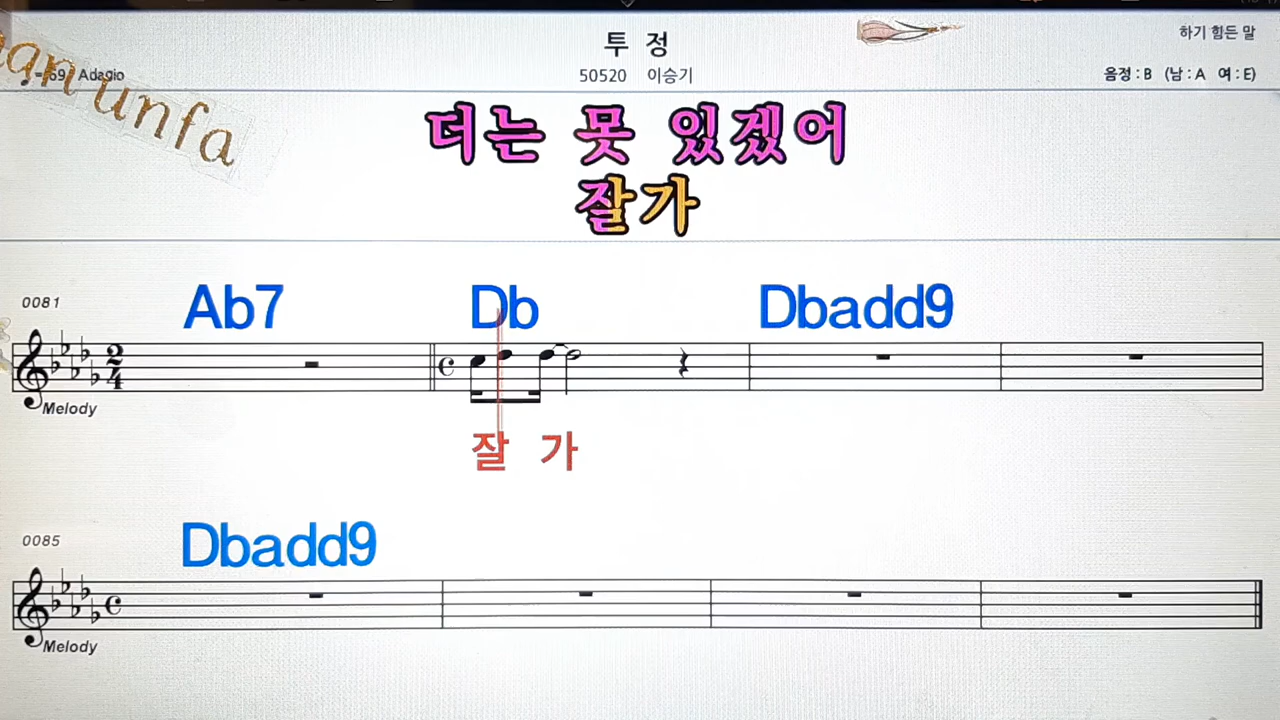 투 정
하기 힘든 말
=69 Adagio
50520 이승기
음정 : B (남 : A 여 : E)
unfa
더는 못 있겠어
잘가
0081
Ab7 Db Dbadd9
2
4
Melody
잘 가
0085
Dbadd9
Melody